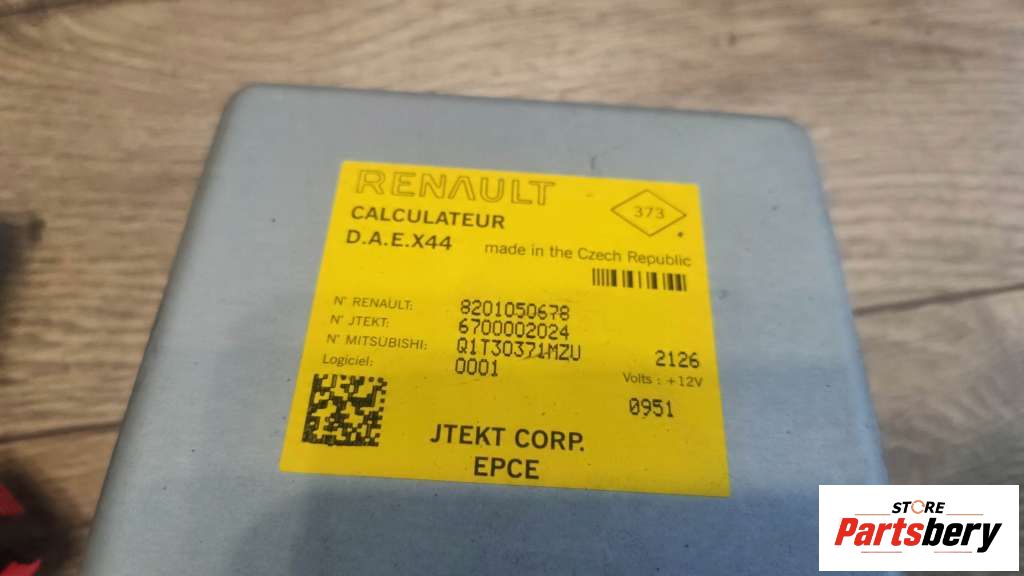 RENAULT
373
CALCULATEUR
D.A.E.X44
made in the Czech Republic
N° RENAULT: 8201050678
N° JTEKT: 6700002024
N° MITSUBISHI: Q1T30371MZU 2126
Logiciel: 0001 Volts : +12V
0951
JTEKT CORP.
EPCE
STORE
Partsbery